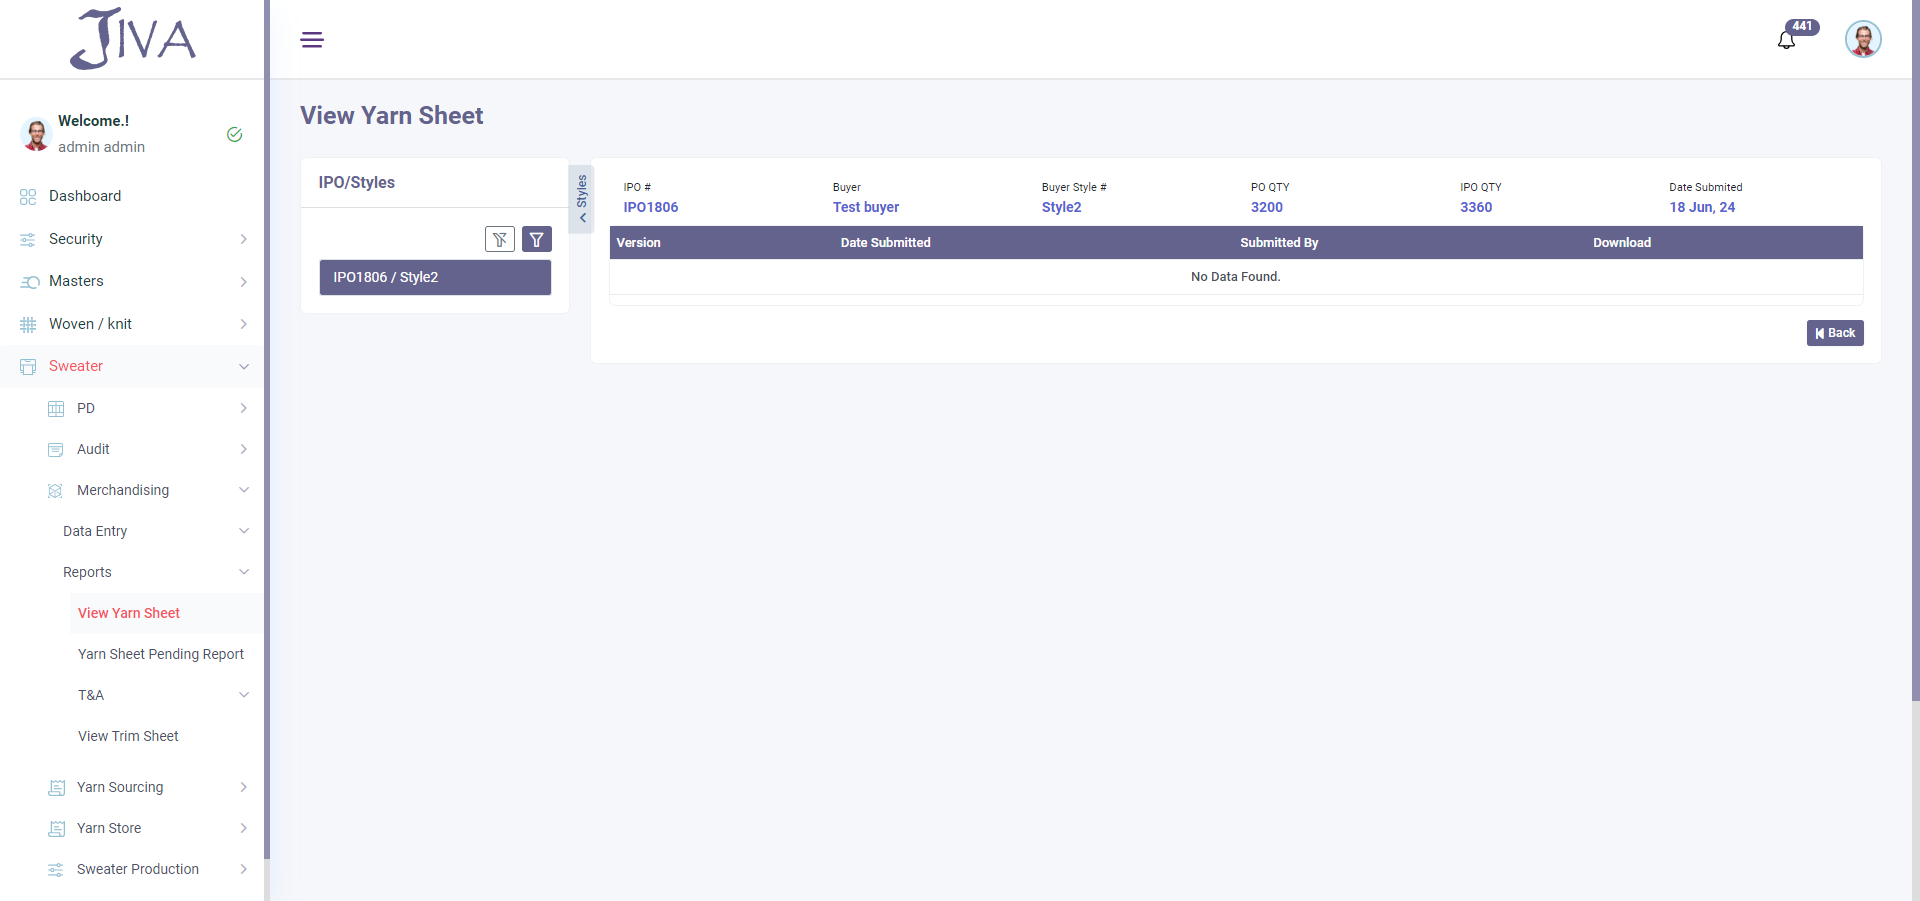 JIVA
441
Welcome.!
admin admin
Dashboard
Security
Masters
Woven / knit
Sweater
PD
Audit
Merchandising
Data Entry
Reports
View Yarn Sheet
Yarn Sheet Pending Report
T&A
View Trim Sheet
Yarn Sourcing
Yarn Store
Sweater Production
View Yarn Sheet
IPO/Styles
IPO1806 / Style2
Styles
IPO # Buyer Buyer Style # PO QTY IPO QTY Date Submited
IPO1806 Test buyer Style2 3200 3360 18 Jun, 24
Version Date Submitted Submitted By Download
No Data Found.
Back